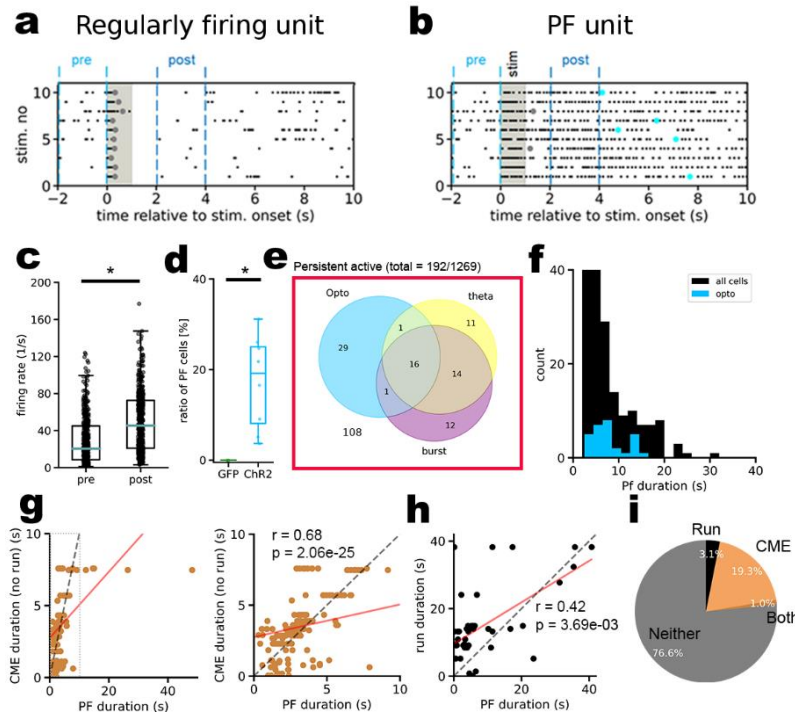 a Regularly firing unit
pre
post
stim. no
10
5
0
−2 0 2 4 6 8 10
time relative to stim. onset (s)
b PF unit
pre
stim
post
10
5
0
−2 0 2 4 6 8 10
time relative to stim. onset (s)
c
*
firing rate (1/s)
200
160
120
80
40
0
pre post
d
*
ratio of PF cells [%]
40
20
0
GFP ChR2
e
Persistent active (total = 192/1269)
Opto
theta
1
11
29
16
14
1
12
108
burst
f
all cells
opto
count
40
30
20
10
0
0 10 20 30 40
Pf duration (s)
g
CME duration (no run) (s)
10
5
0
0 20 40
PF duration (s)
CME duration (no run) (s)
r = 0.68
p = 2.06e-25
10
5
0
0 5 10
PF duration (s)
h
run duration (s)
40
30
20
10
0
r = 0.42
p = 3.69e-03
0 20 40
PF duration (s)
i
Run
3.1%
CME
19.3%
1.0%
Both
Neither
76.6%